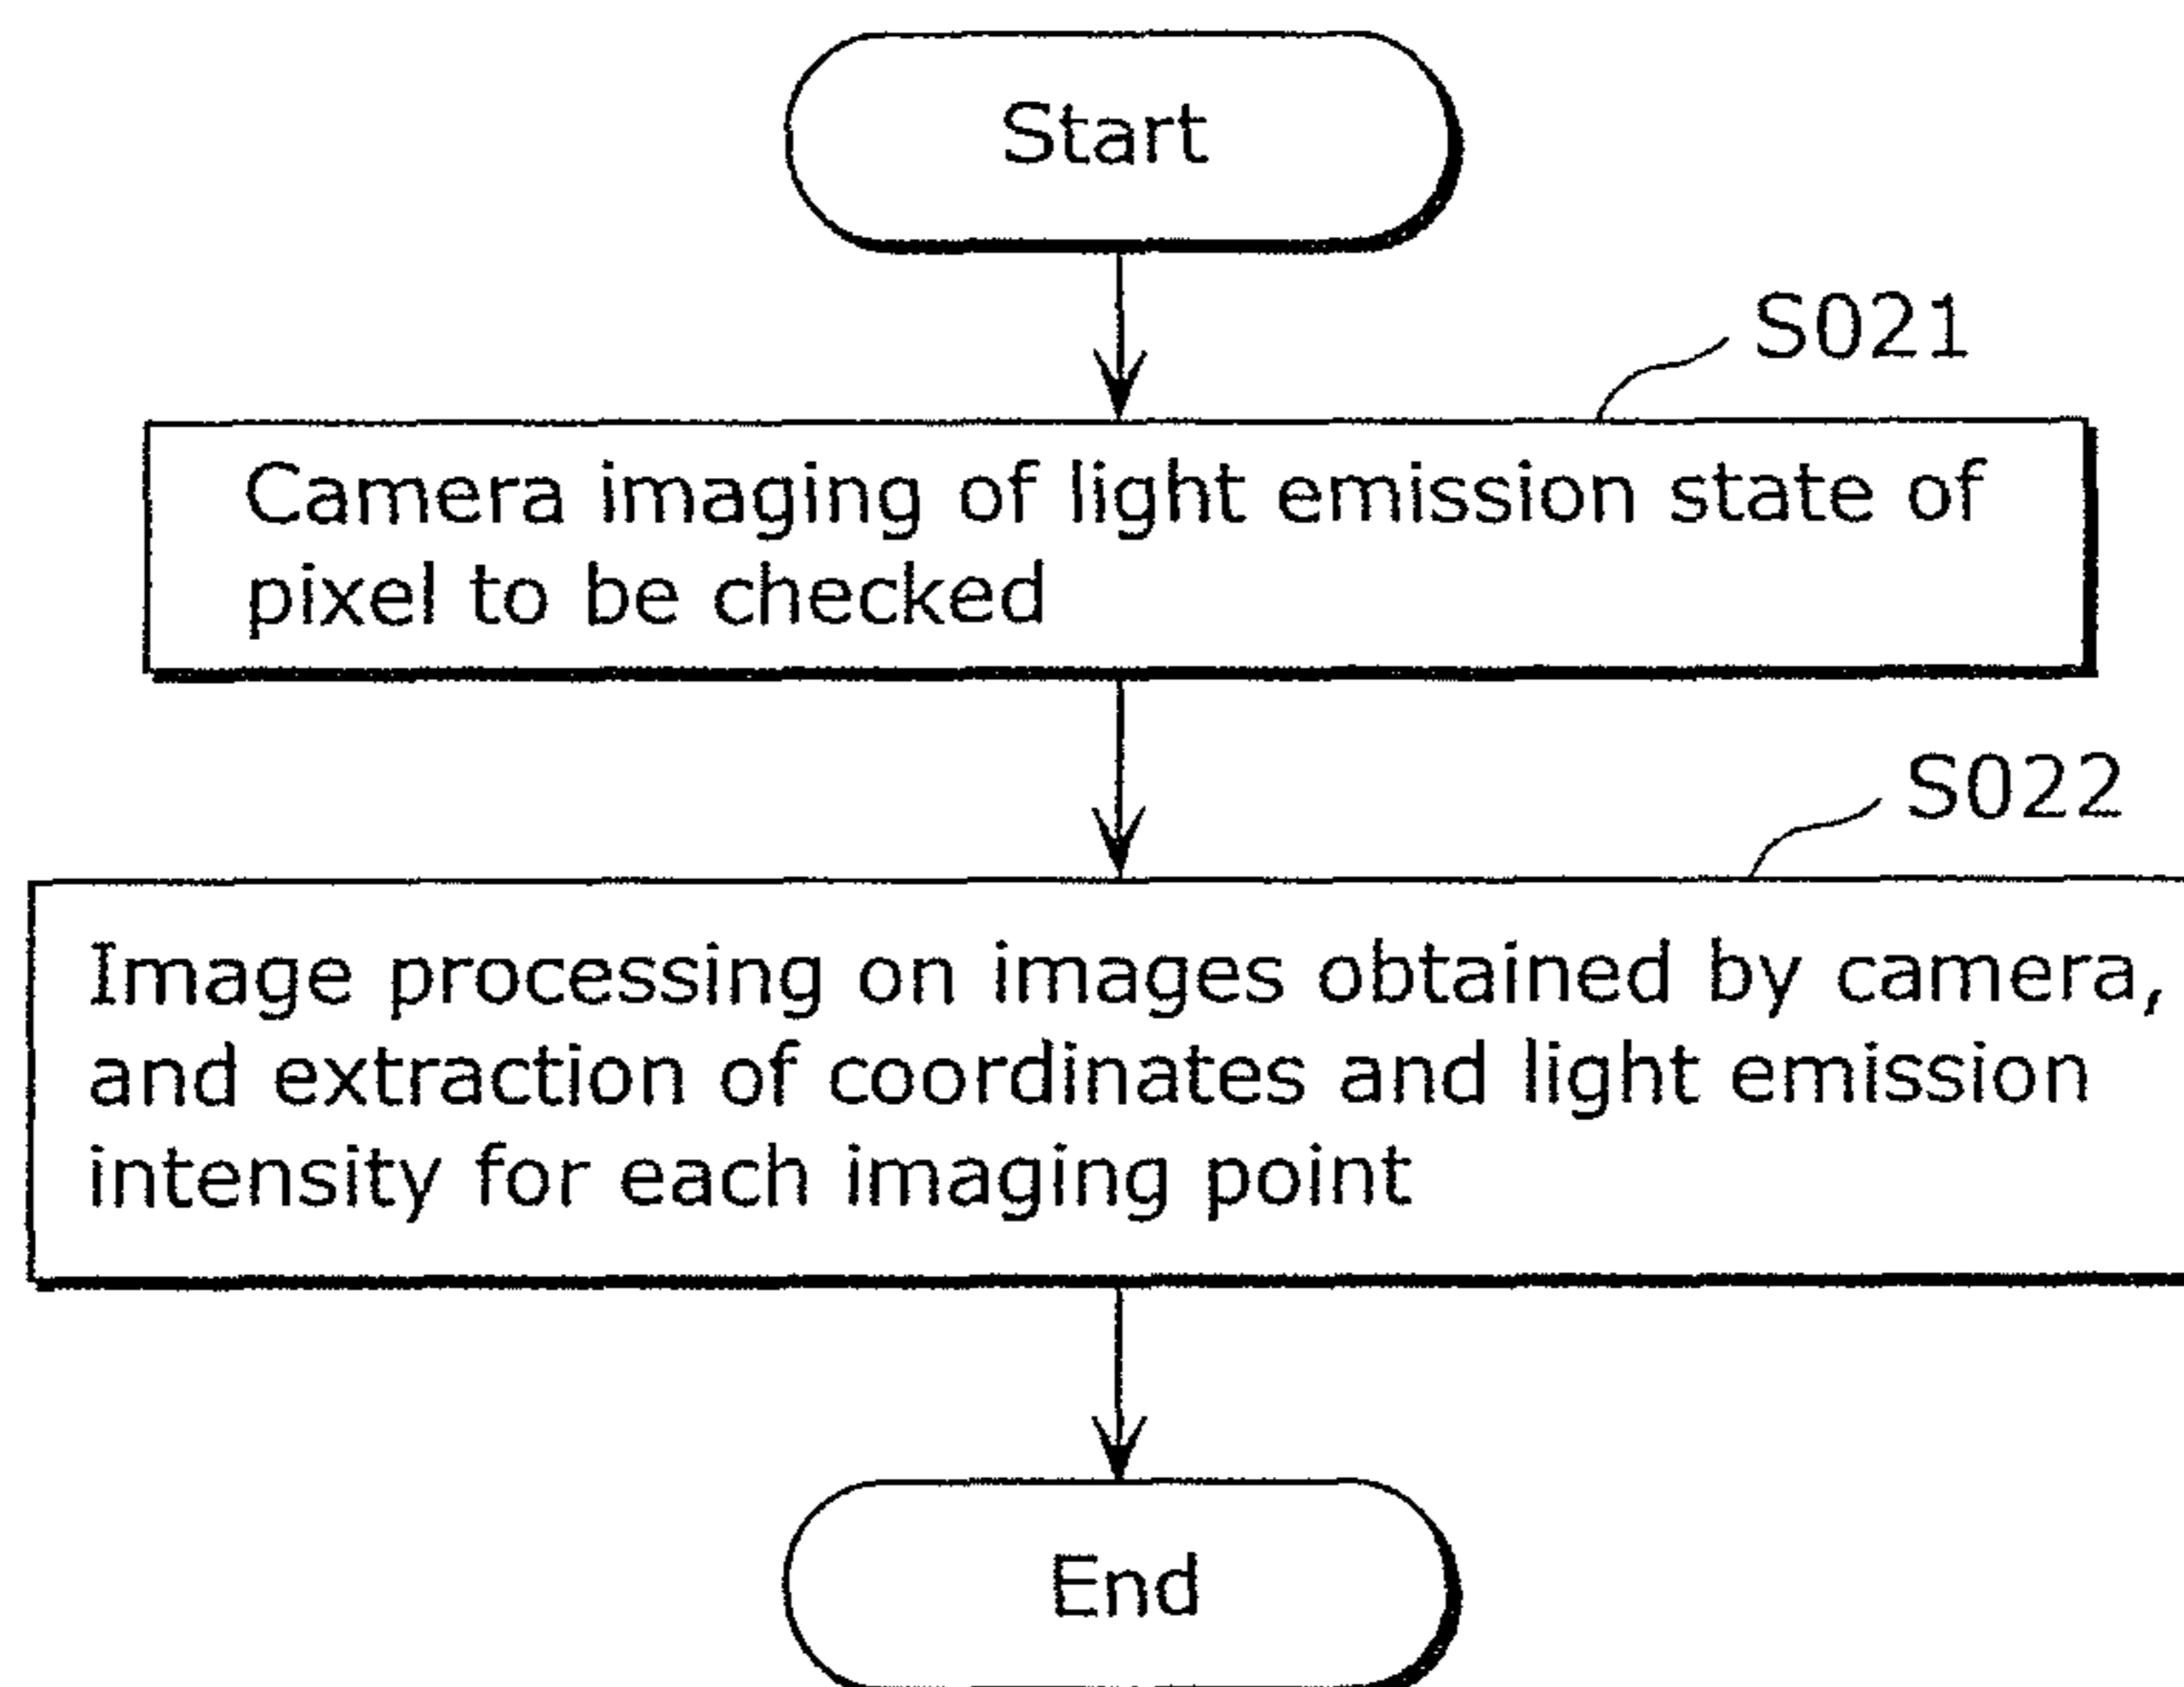 Start
S021
Camera imaging of light emission state of
pixel to be checked
S022
Image processing on images obtained by camera,
and extraction of coordinates and light emission
intensity for each imaging point
End